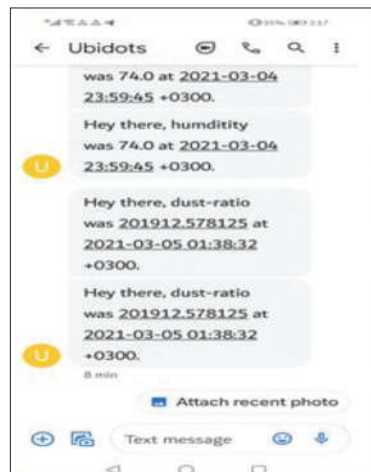 Ubidots
was 74.0 at 2021-03-04
23:59:45 +0300.
Hey there, humditity
was 74.0 at 2021-03-04
23:59:45 +0300.
U
Hey there, dust-ratio
was 201912.578125 at
2021-03-05 01:38:32
+0300.
Hey there, dust-ratio
was 201912.578125 at
2021-03-05 01:38:32
+0300.
U
8 min
Attach recent photo
Text message